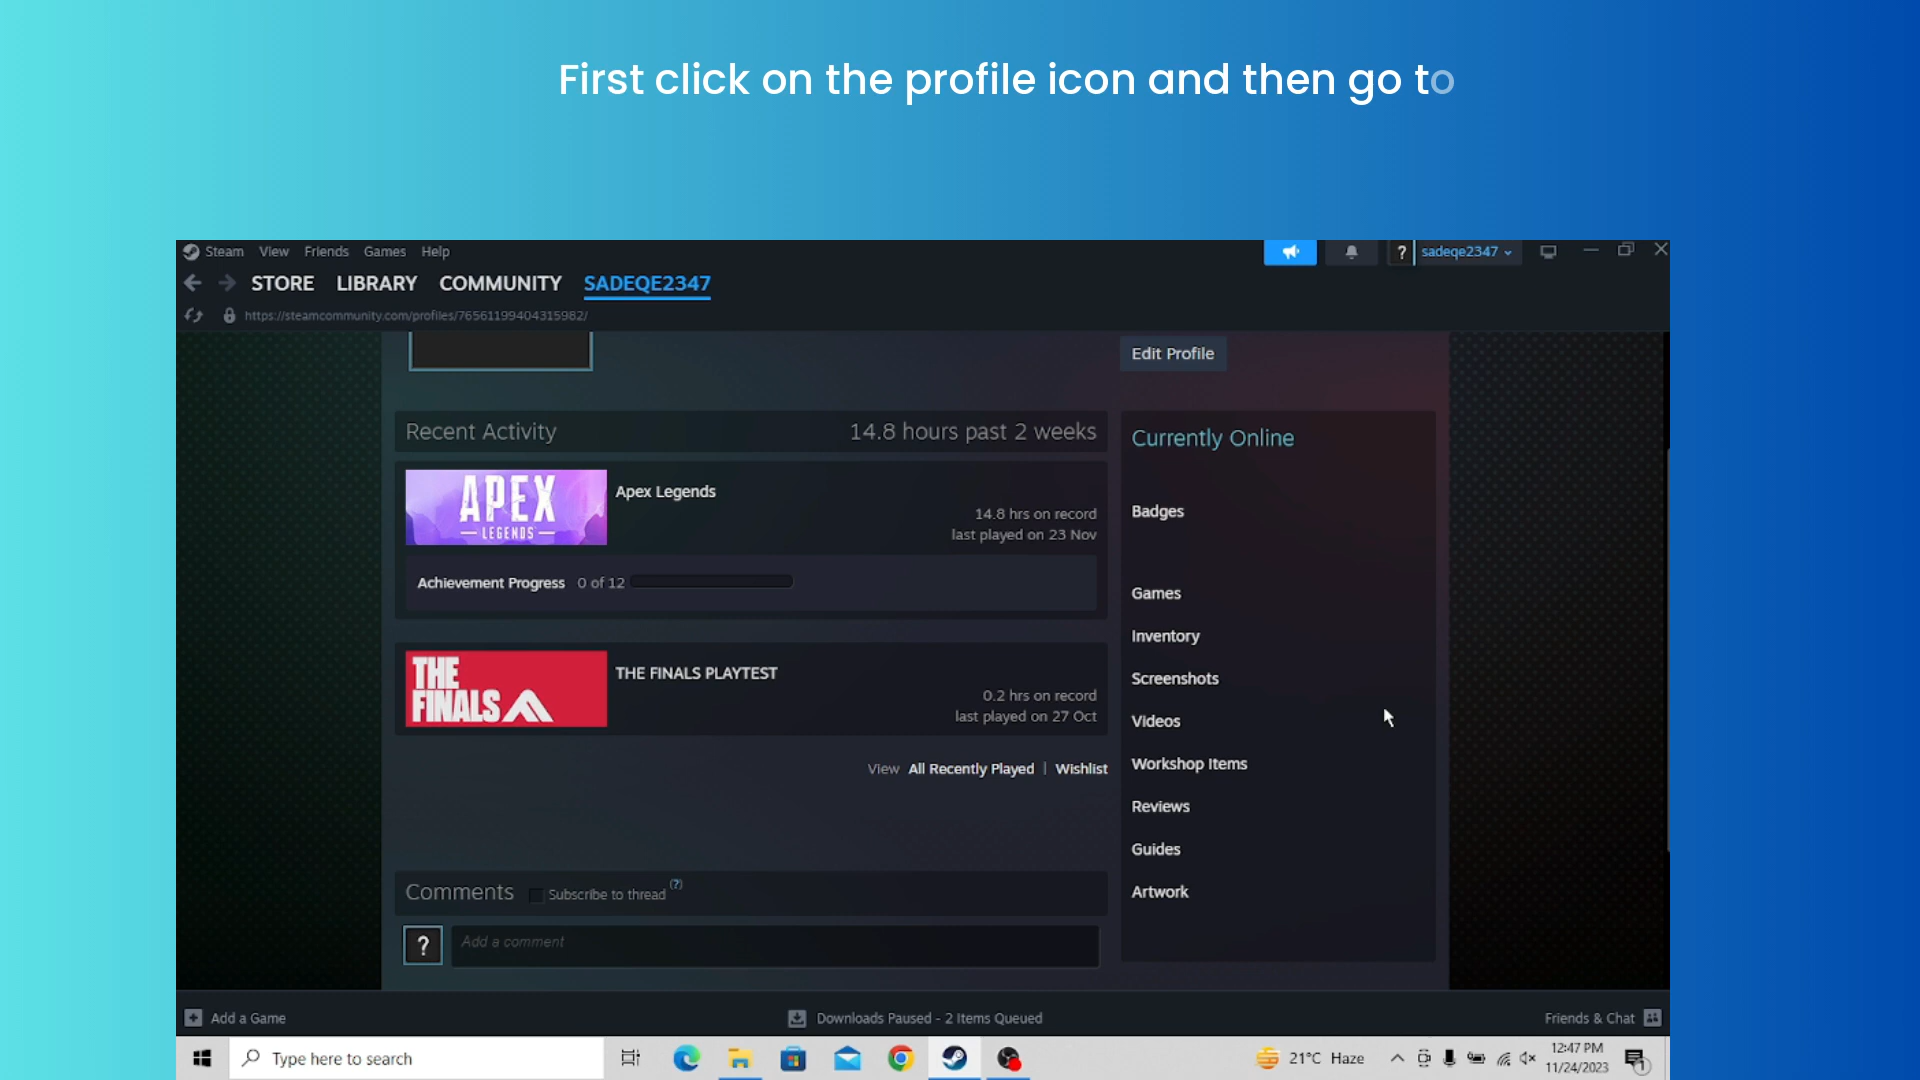 First click on the profile icon and then go to
Steam View Friends Games Help
? sadeqe2347
STORE LIBRARY COMMUNITY SADEQE2347
https://steamcommunity.com/profiles/76561199404315982/
Edit Profile
Recent Activity 14.8 hours past 2 weeks
Currently Online
APEX
LEGENDS
Apex Legends
14.8 hrs on record
last played on 23 Nov
Badges
Achievement Progress 0 of 12
Games
Inventory
THE
FINALS
THE FINALS PLAYTEST
0.2 hrs on record
last played on 27 Oct
Screenshots
Videos
View All Recently Played | Wishlist
Workshop Items
Reviews
Guides
Artwork
Comments Subscribe to thread (?)
? Add a comment
Add a Game Downloads Paused - 2 Items Queued Friends & Chat
Type here to search 21°C Haze 12:47 PM
11/24/2023 1